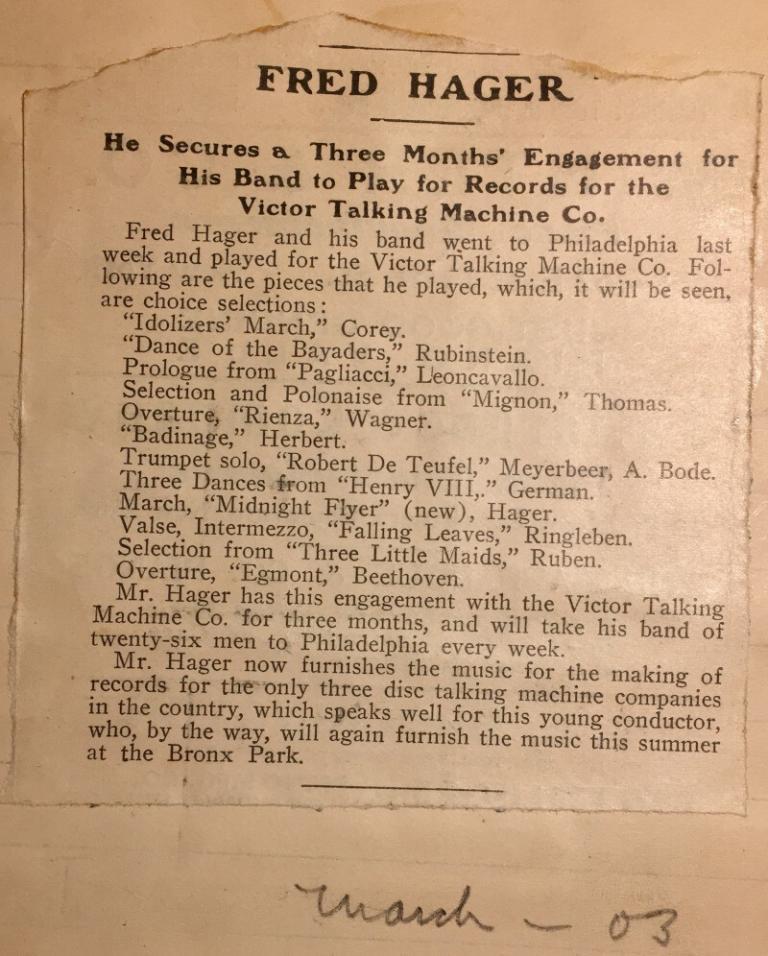 FRED HAGER
He Secures a Three Months' Engagement for
His Band to Play for Records for the
Victor Talking Machine Co.
Fred Hager and his band went to Philadelphia last
week and played for the Victor Talking Machine Co. Fol-
lowing are the pieces that he played, which, it will be seen,
are choice selections:
"Idolizers' March," Corey.
"Dance of the Bayaders," Rubinstein.
Prologue from "Pagliacci," Leoncavallo.
Selection and Polonaise from "Mignon," Thomas.
Overture, "Rienza," Wagner.
"Badinage," Herbert.
Trumpet solo, "Robert De Teufel," Meyerbeer, A. Bode.
Three Dances from "Henry VIII,." German.
March, "Midnight Flyer" (new), Hager.
Valse, Intermezzo, "Falling Leaves," Ringleben.
Selection from "Three Little Maids," Ruben.
Overture, "Egmont," Beethoven.
Mr. Hager has this engagement with the Victor Talking
Machine Co. for three months, and will take his band of
twenty-six men to Philadelphia every week.
Mr. Hager now furnishes the music for the making of
records for the only three disc talking machine companies
in the country, which speaks well for this young conductor,
who, by the way, will again furnish the music this summer
at the Bronx Park.
March - 03